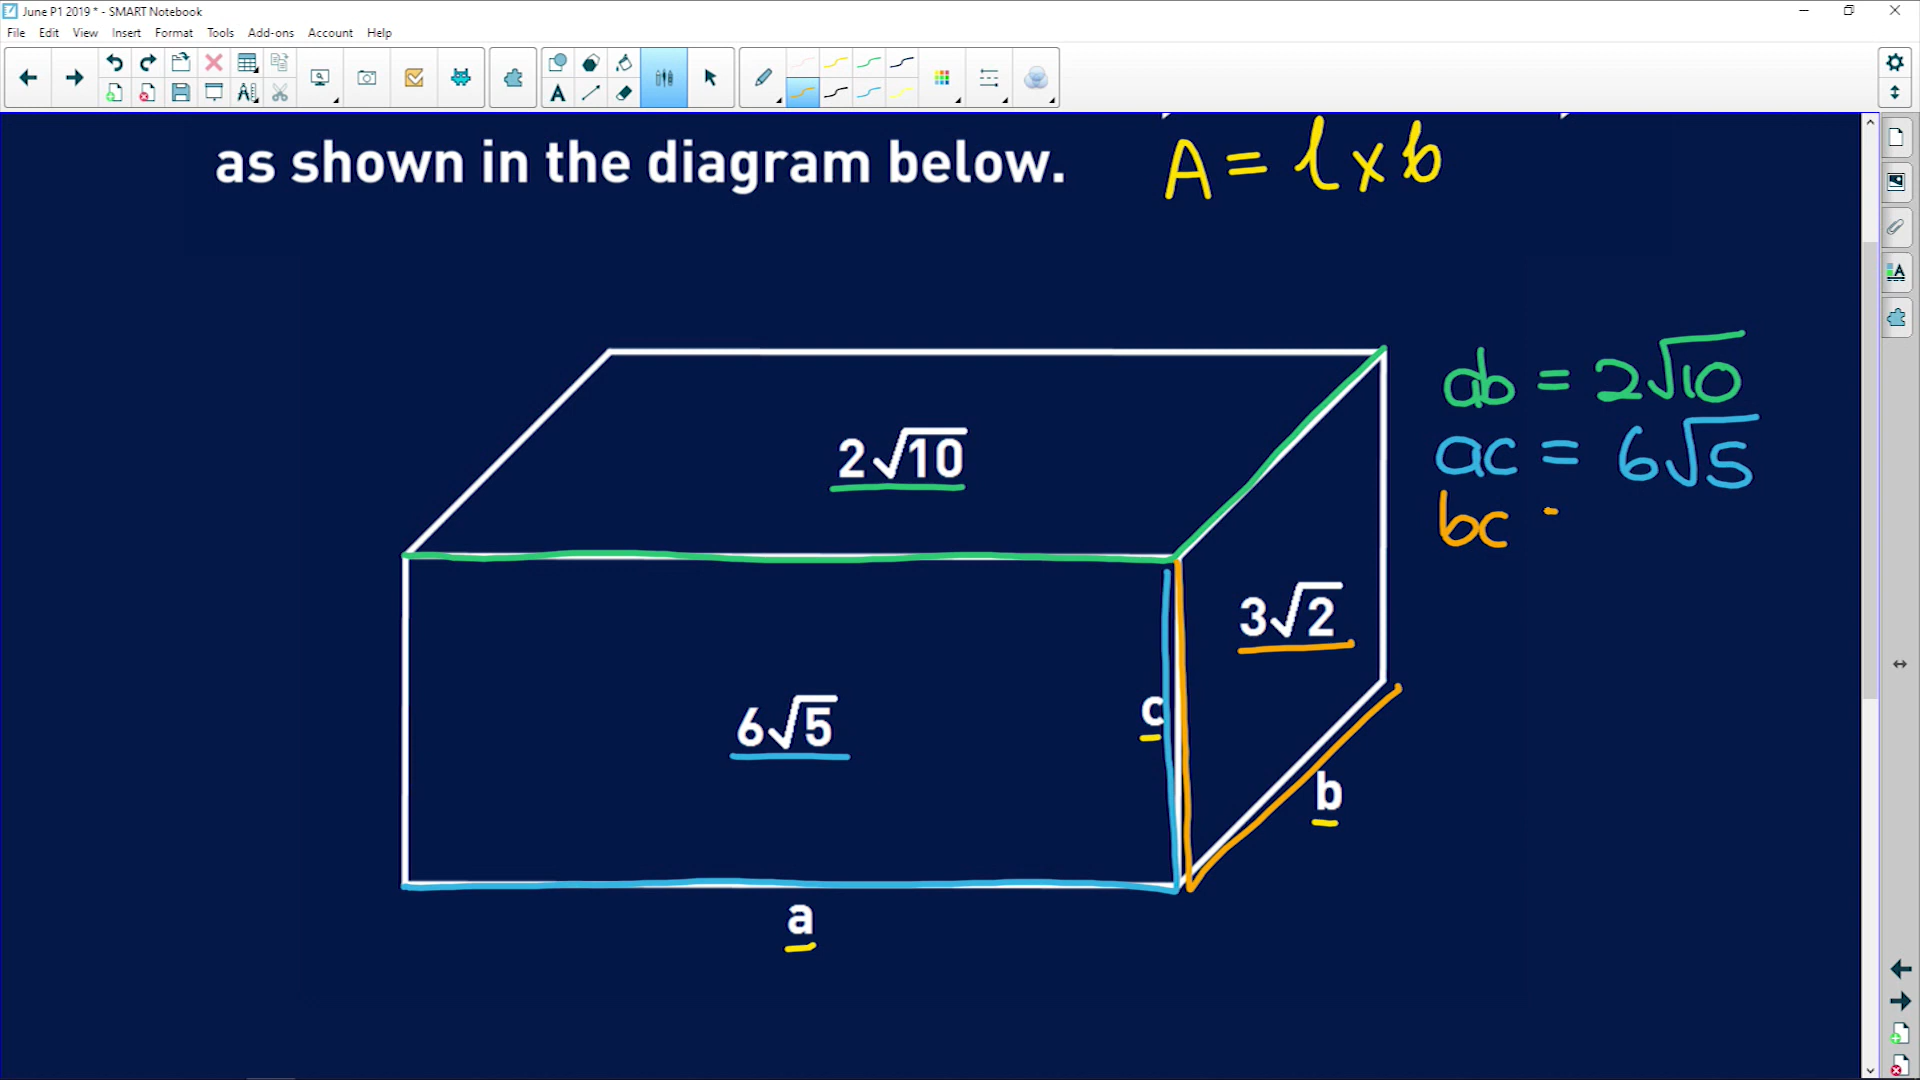 June P1 2019 * - SMART Notebook
File Edit View Insert Format Tools Add-ons Account Help
as shown in the diagram below.
A = l x b
2√10
ab = 2√10
ac = 6√5
bc -
3√2
6√5
c
b
a